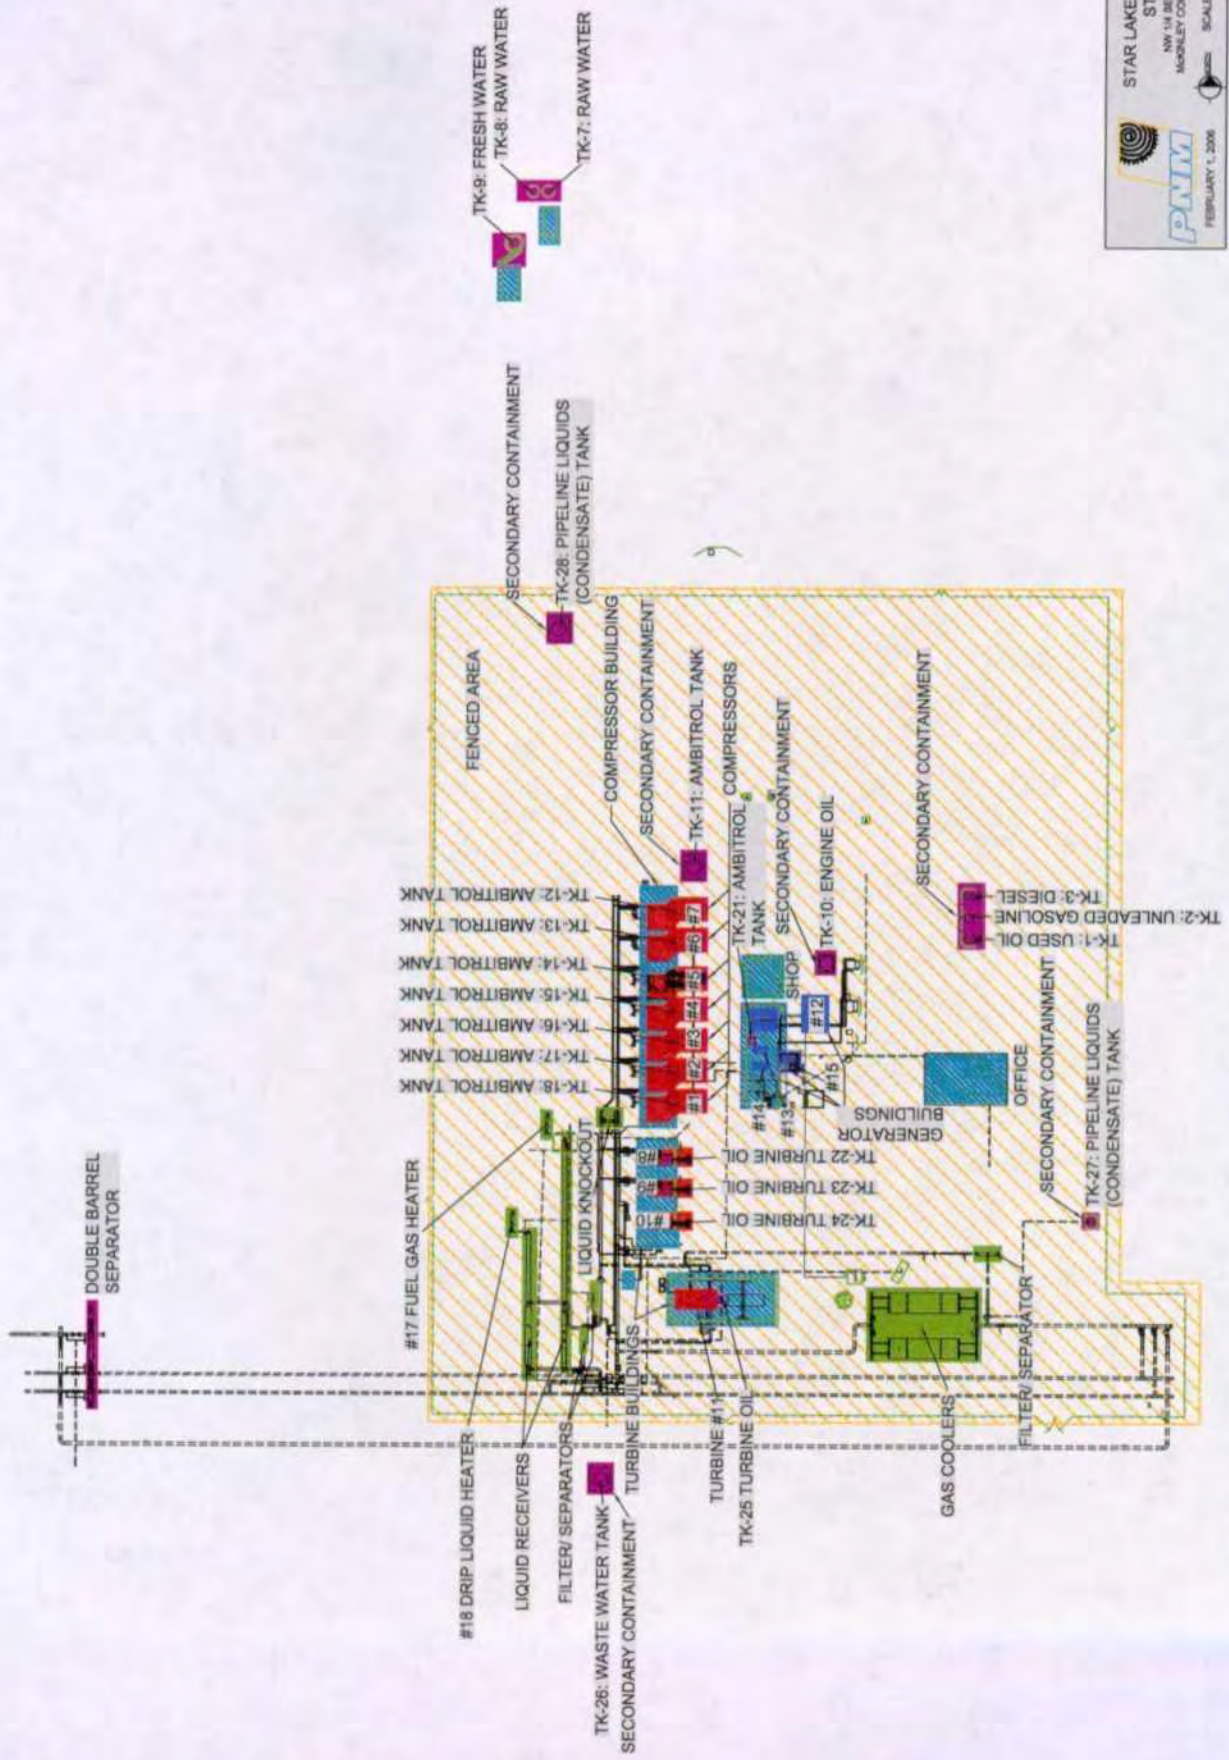 DOUBLE BARREL
SEPARATOR
TK-9: FRESH WATER
TK-8: RAW WATER
TK-7: RAW WATER
SECONDARY CONTAINMENT
TK-28: PIPELINE LIQUIDS
(CONDENSATE) TANK
FENCED AREA
#17 FUEL GAS HEATER
#18 DRIP LIQUID HEATER
LIQUID RECEIVERS
FILTER/ SEPARATORS
LIQUID KNOCKOUT
TK-18: AMBITROL TANK
TK-17: AMBITROL TANK
TK-16: AMBITROL TANK
TK-15: AMBITROL TANK
TK-14: AMBITROL TANK
TK-13: AMBITROL TANK
TK-12: AMBITROL TANK
COMPRESSOR BUILDING
SECONDARY CONTAINMENT
TK-11: AMBITROL TANK
COMPRESSORS
#1
#2
#3
#4
#5
#6
#7
#8
#9
#10
TK-26: WASTE WATER TANK
SECONDARY CONTAINMENT
TURBINE BUILDINGS
TURBINE #11
TK-25 TURBINE OIL
TK-24 TURBINE OIL
TK-23 TURBINE OIL
TK-22 TURBINE OIL
TK-21: AMBITROL
TANK
SECONDARY CONTAINMENT
TK-10: ENGINE OIL
SHOP
#12
#14
#13
#15
GENERATOR
BUILDINGS
OFFICE
GAS COOLERS
FILTER/ SEPARATOR
SECONDARY CONTAINMENT
TK-27: PIPELINE LIQUIDS
(CONDENSATE) TANK
SECONDARY CONTAINMENT
TK-1: USED OIL
TK-2: UNLEADED GASOLINE
TK-3: DIESEL
PNM
STAR LAKE
ST
NW 1/4 SE
McKINLEY CO
FEBRUARY 1, 2006
SCALE